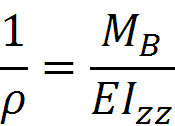 1/ρ = M_B/EI_zz